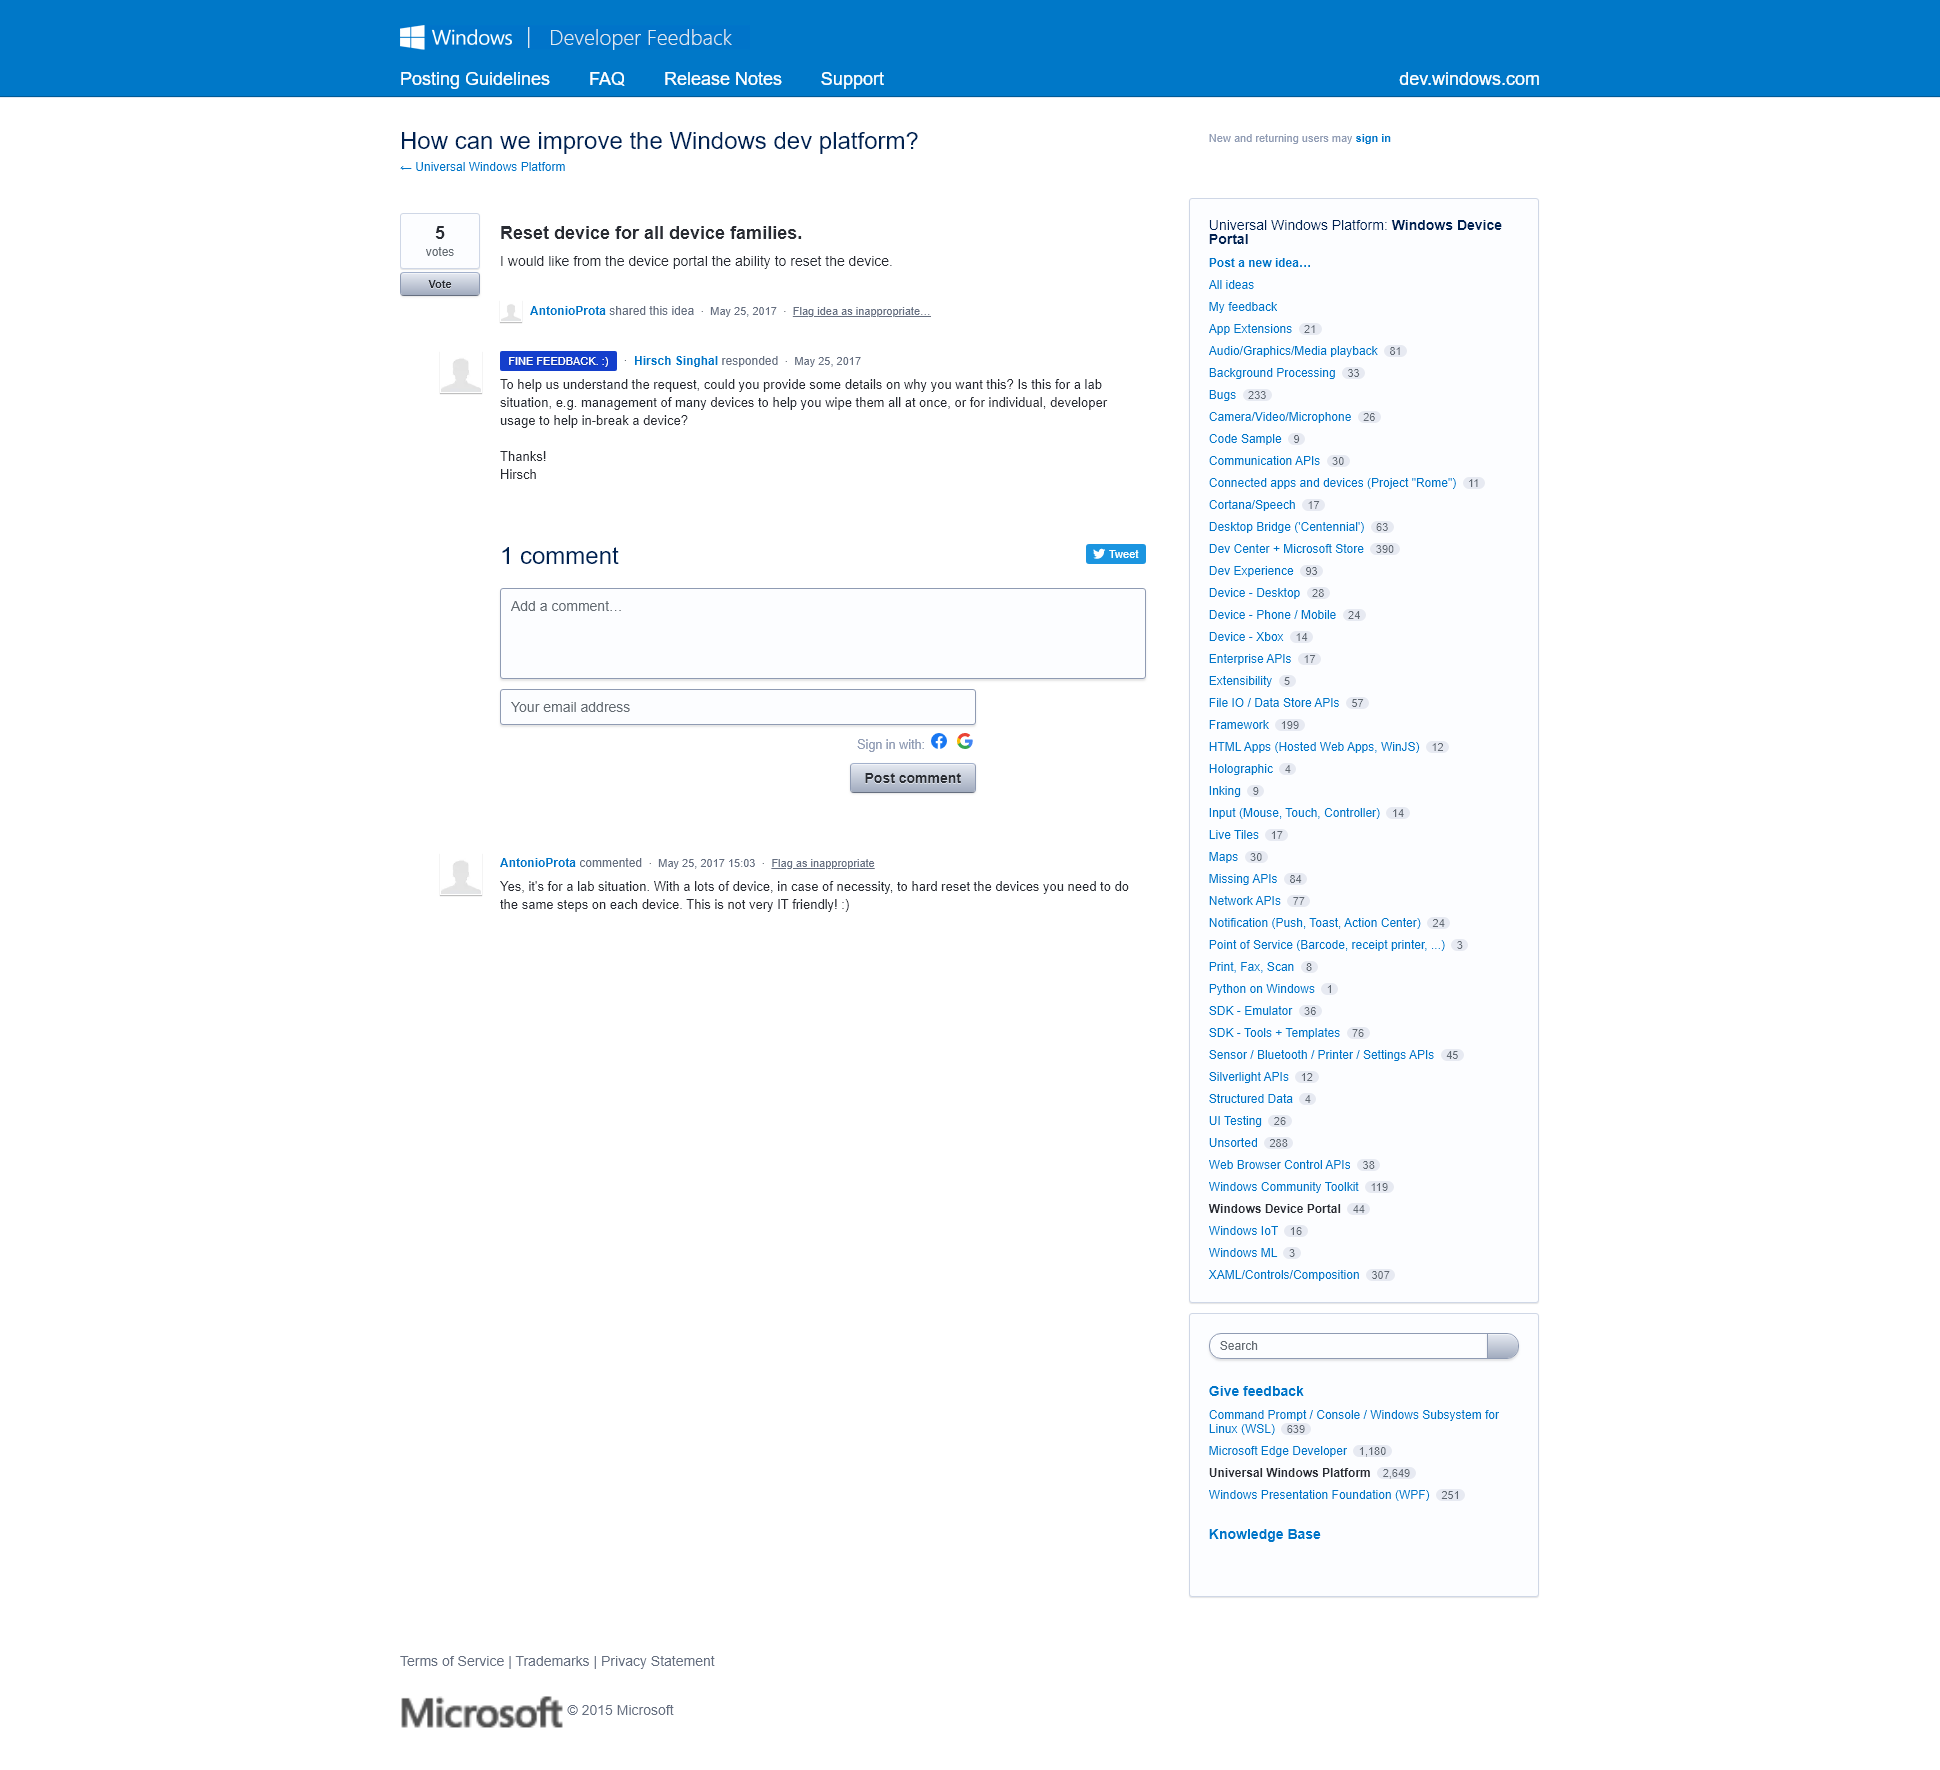 Windows | Developer Feedback
Posting Guidelines FAQ Release Notes Support dev.windows.com
How can we improve the Windows dev platform?
← Universal Windows Platform
New and returning users may sign in
5
votes
Vote
Reset device for all device families.
I would like from the device portal the ability to reset the device.
AntonioProta shared this idea · May 25, 2017 · Flag idea as inappropriate…
FINE FEEDBACK. :) · Hirsch Singhal responded · May 25, 2017
To help us understand the request, could you provide some details on why you want this? Is this for a lab
situation, e.g. management of many devices to help you wipe them all at once, or for individual, developer
usage to help in-break a device?
Thanks!
Hirsch
1 comment
Tweet
Add a comment…
Your email address
Sign in with:
Post comment
AntonioProta commented · May 25, 2017 15:03 · Flag as inappropriate
Yes, it's for a lab situation. With a lots of device, in case of necessity, to hard reset the devices you need to do
the same steps on each device. This is not very IT friendly! :)
Universal Windows Platform: Windows Device
Portal
Post a new idea…
All ideas
My feedback
App Extensions 21
Audio/Graphics/Media playback 81
Background Processing 33
Bugs 233
Camera/Video/Microphone 26
Code Sample 9
Communication APIs 30
Connected apps and devices (Project "Rome") 11
Cortana/Speech 17
Desktop Bridge ('Centennial') 63
Dev Center + Microsoft Store 390
Dev Experience 93
Device - Desktop 28
Device - Phone / Mobile 24
Device - Xbox 14
Enterprise APIs 17
Extensibility 5
File IO / Data Store APIs 57
Framework 199
HTML Apps (Hosted Web Apps, WinJS) 12
Holographic 4
Inking 9
Input (Mouse, Touch, Controller) 14
Live Tiles 17
Maps 30
Missing APIs 84
Network APIs 77
Notification (Push, Toast, Action Center) 24
Point of Service (Barcode, receipt printer, …) 3
Print, Fax, Scan 8
Python on Windows 1
SDK - Emulator 36
SDK - Tools + Templates 76
Sensor / Bluetooth / Printer / Settings APIs 45
Silverlight APIs 12
Structured Data 4
UI Testing 26
Unsorted 288
Web Browser Control APIs 38
Windows Community Toolkit 119
Windows Device Portal 44
Windows IoT 16
Windows ML 3
XAML/Controls/Composition 307
Search
Give feedback
Command Prompt / Console / Windows Subsystem for
Linux (WSL) 639
Microsoft Edge Developer 1,180
Universal Windows Platform 2,649
Windows Presentation Foundation (WPF) 251
Knowledge Base
Terms of Service | Trademarks | Privacy Statement
Microsoft © 2015 Microsoft